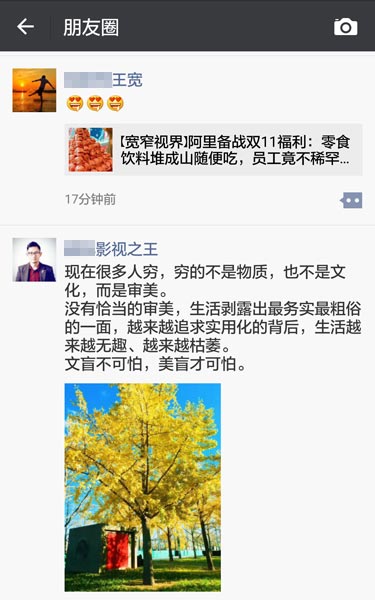 朋友圈
王宽
【宽窄视界】阿里备战双11福利：零食
饮料堆成山随便吃，员工竟不稀罕...
17分钟前
影视之王
现在很多人穷，穷的不是物质，也不是文
化，而是审美。
没有恰当的审美，生活剥露出最务实最粗俗
的一面，越来越追求实用化的背后，生活越
来越无趣、越来越枯萎。
文盲不可怕，美盲才可怕。